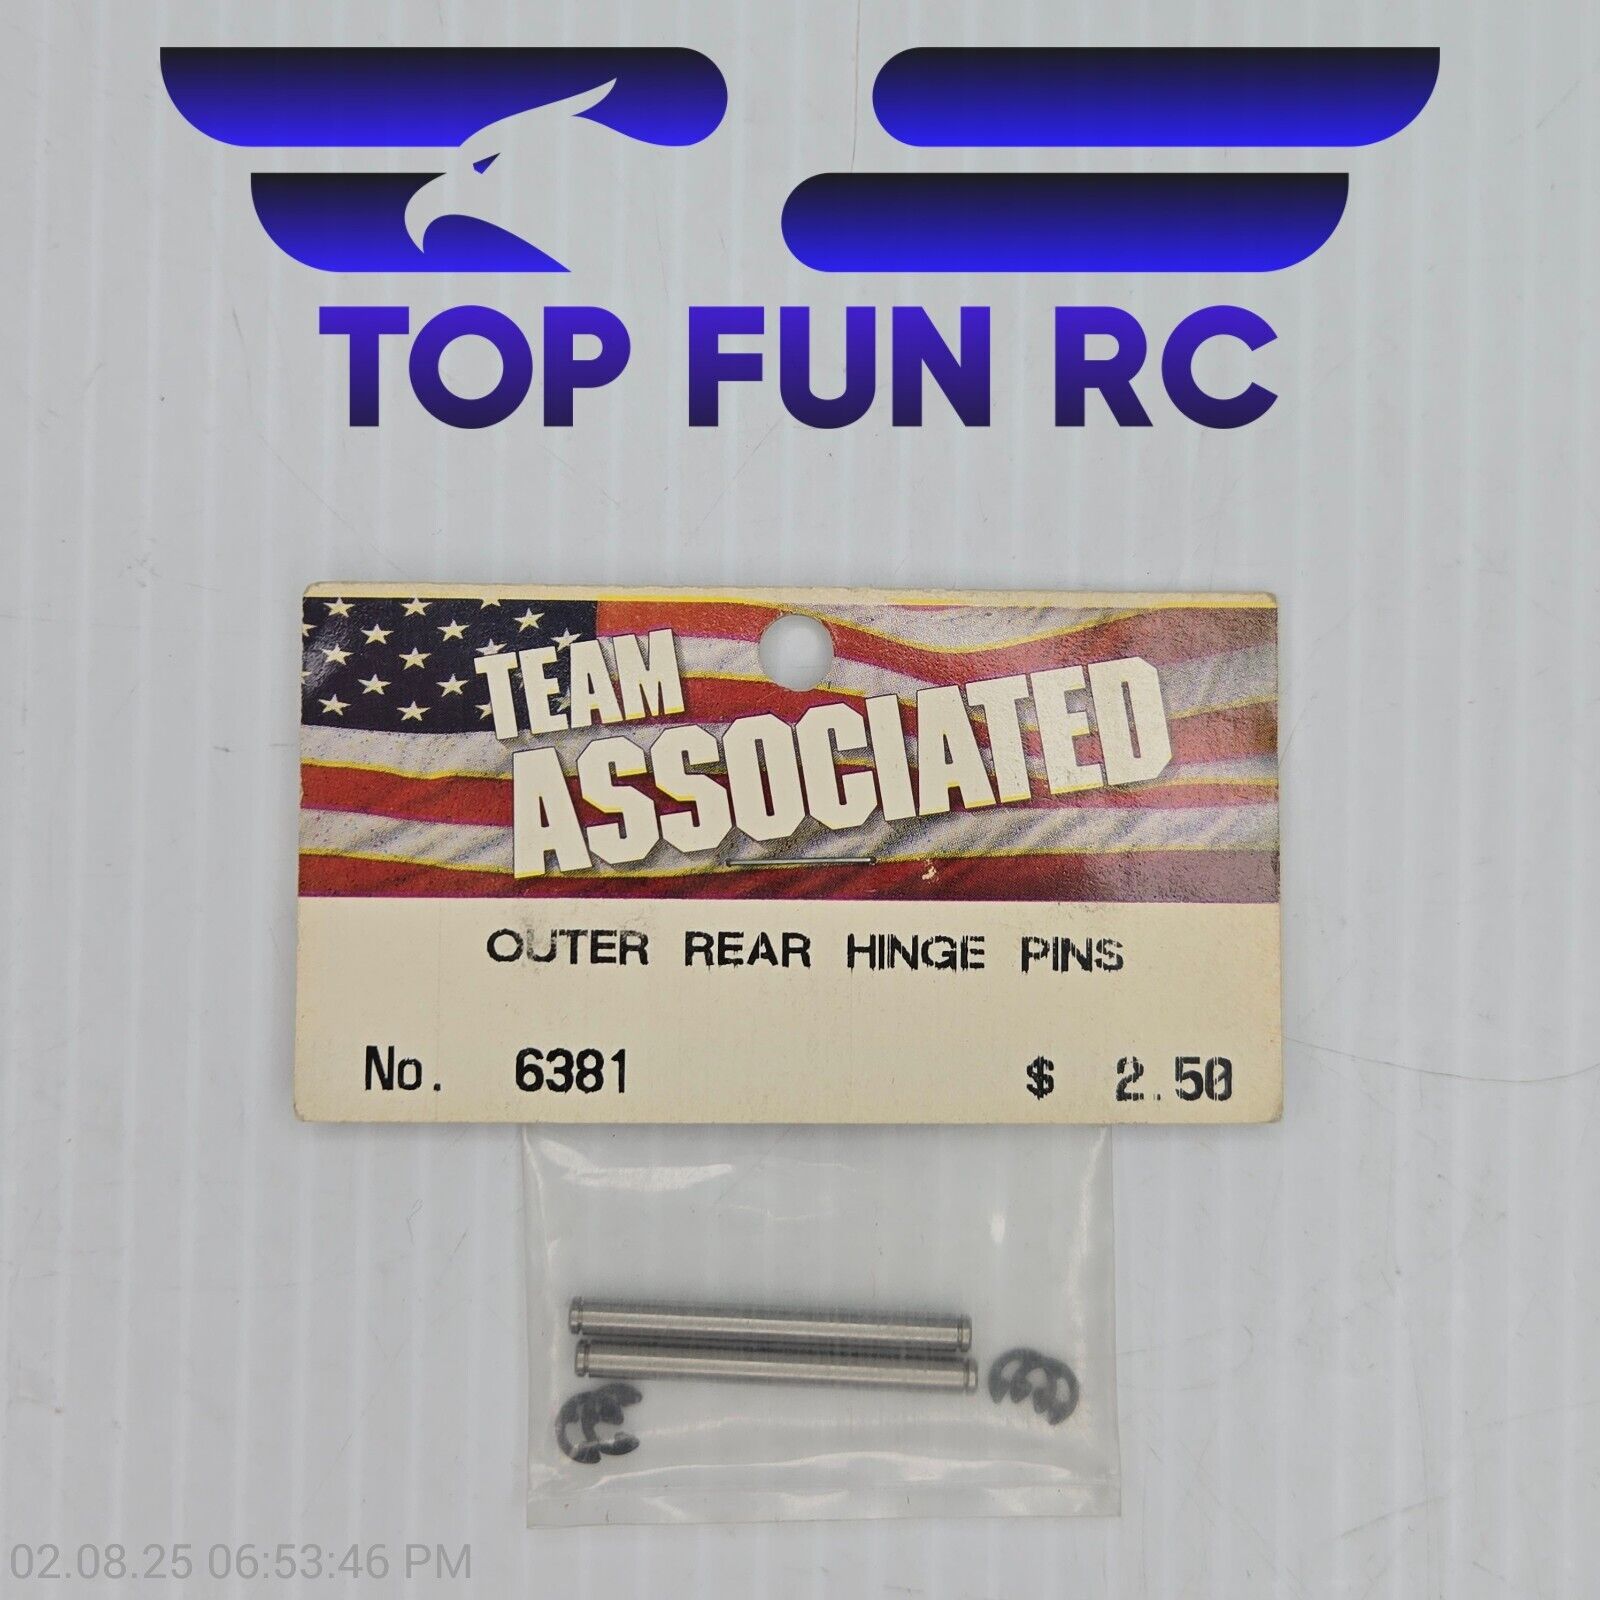 TOP FUN RC
TEAM
ASSOCIATED
OUTER REAR HINGE PINS
No. 6381 $ 2.50
02.08.25 06:53:46 PM